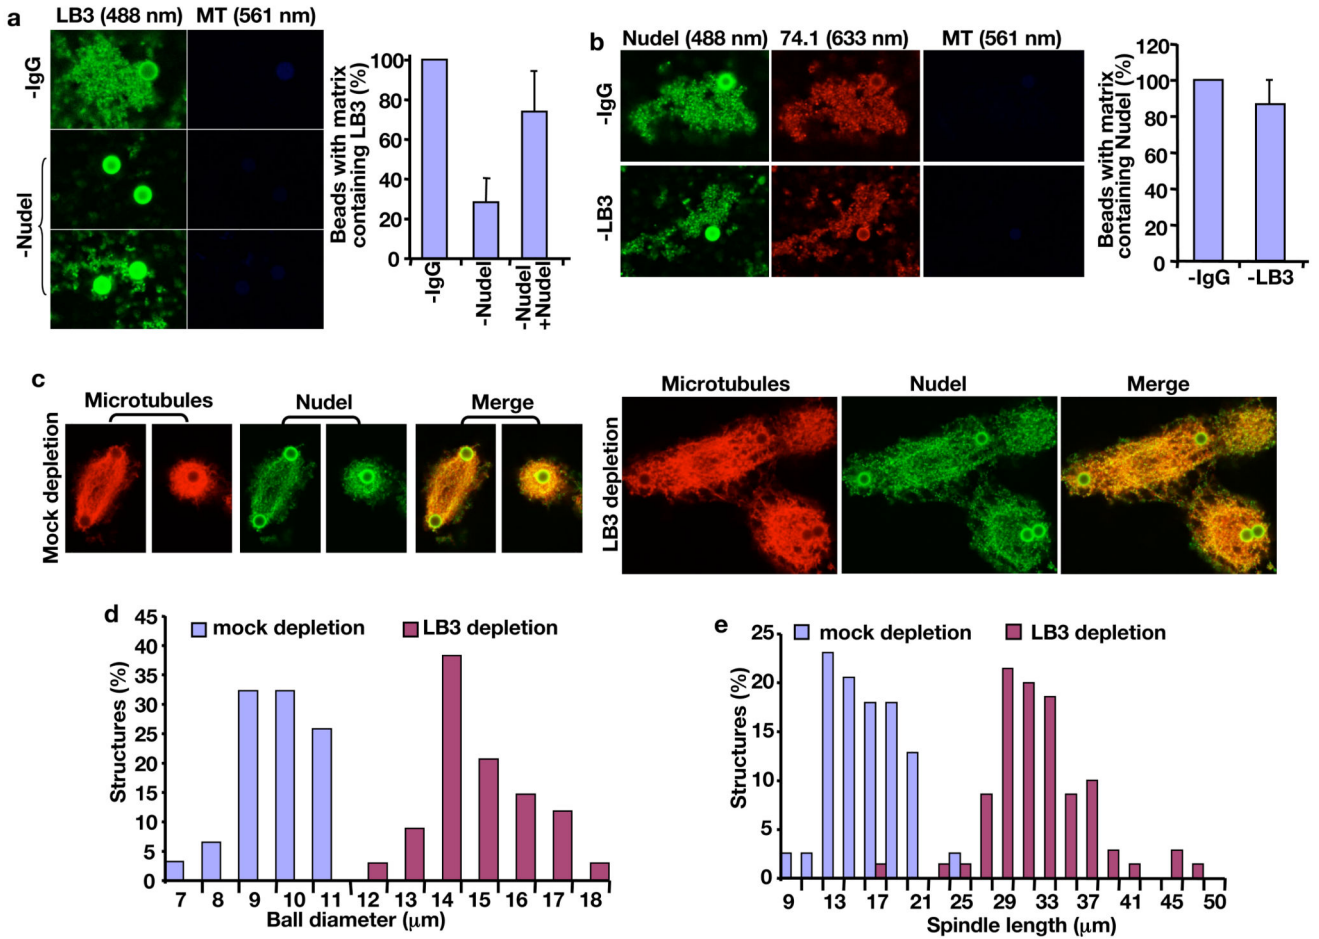 a
LB3 (488 nm) MT (561 nm)
-IgG
-Nudel
Beads with matrix
containing LB3 (%)
100
80
60
40
20
0
-IgG
-Nudel
-Nudel
+Nudel
b
Nudel (488 nm) 74.1 (633 nm) MT (561 nm)
-IgG
-LB3
Beads with matrix
containing Nudel (%)
120
100
80
60
40
20
0
-IgG -LB3
c
Microtubules Nudel Merge
Mock depletion
Microtubules Nudel Merge
LB3 depletion
d
mock depletion LB3 depletion
Structures (%)
45
40
35
30
25
20
15
10
5
0
7 8 9 10 11 12 13 14 15 16 17 18
Ball diameter (μm)
e
mock depletion LB3 depletion
Structures (%)
25
20
15
10
5
0
9 13 17 21 25 29 33 37 41 45 50
Spindle length (μm)